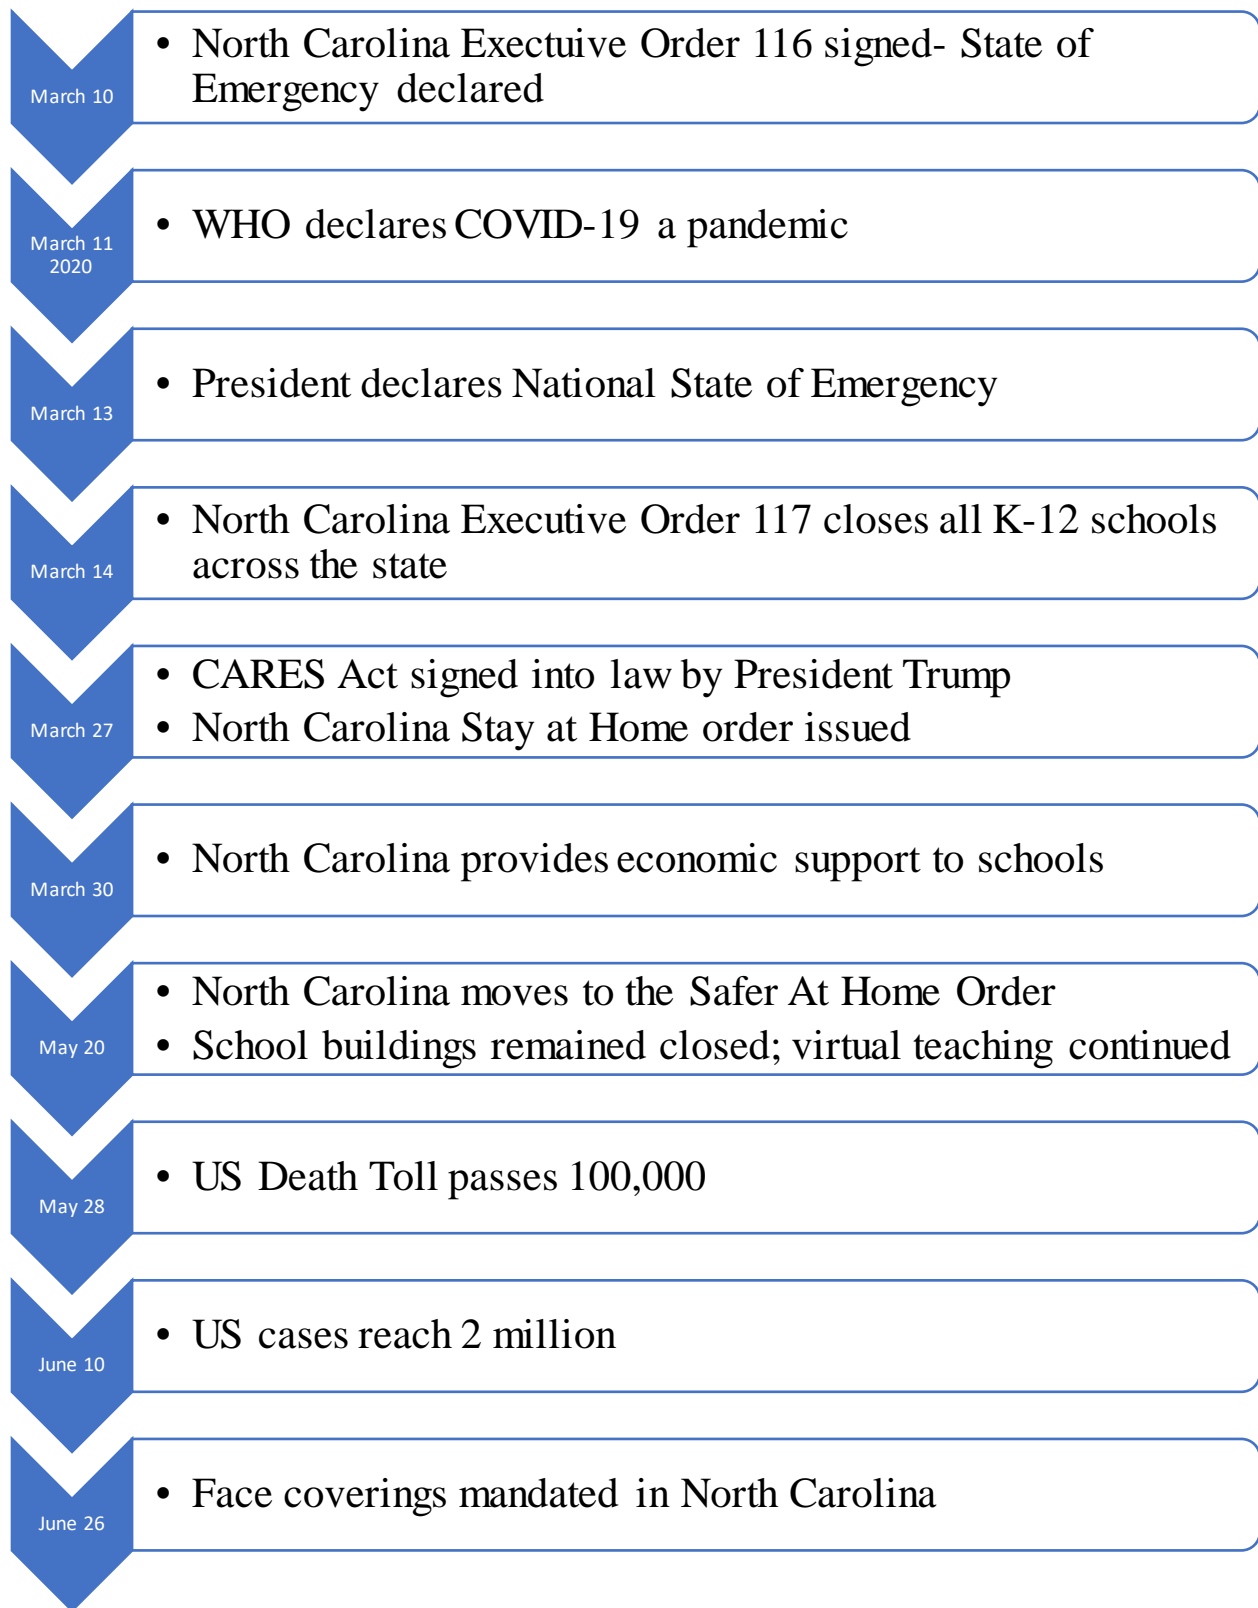 March 10
• North Carolina Exectuive Order 116 signed- State of
Emergency declared
March 11
2020
• WHO declares COVID-19 a pandemic
March 13
• President declares National State of Emergency
March 14
• North Carolina Executive Order 117 closes all K-12 schools
across the state
March 27
• CARES Act signed into law by President Trump
• North Carolina Stay at Home order issued
March 30
• North Carolina provides economic support to schools
May 20
• North Carolina moves to the Safer At Home Order
• School buildings remained closed; virtual teaching continued
May 28
• US Death Toll passes 100,000
June 10
• US cases reach 2 million
June 26
• Face coverings mandated in North Carolina